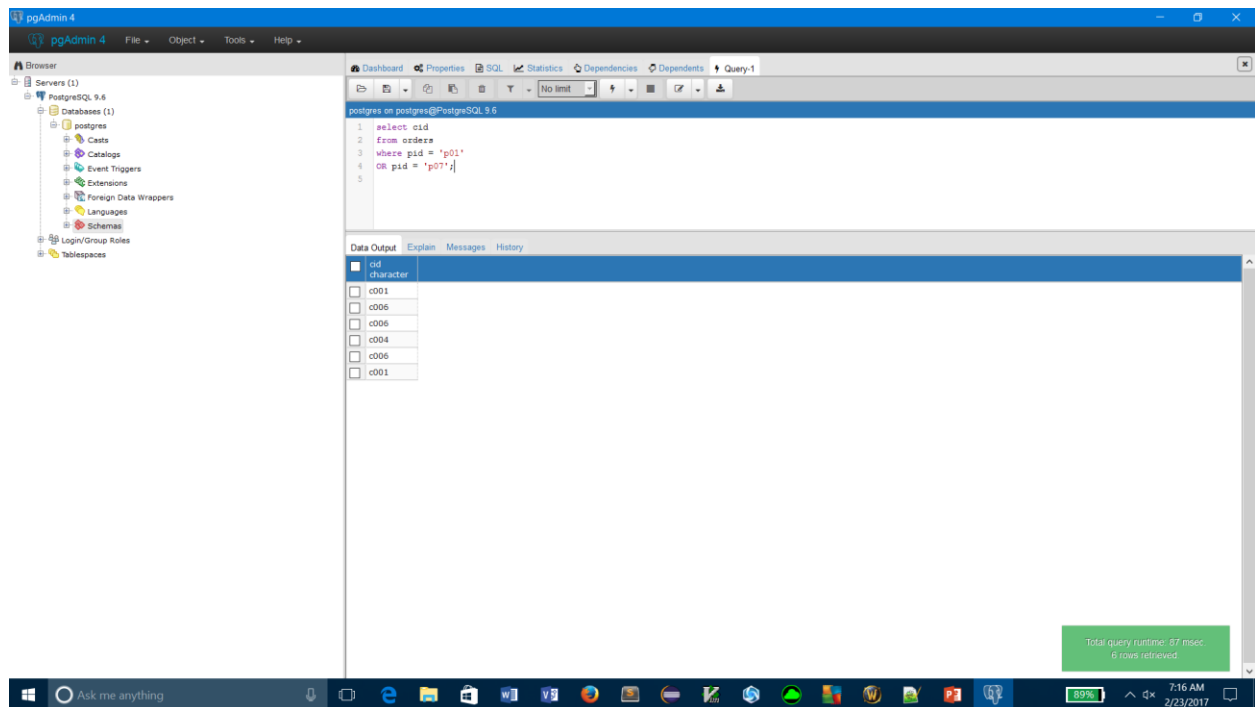 pgAdmin 4
pgAdmin 4 File Object Tools Help
Browser
Servers (1)
PostgreSQL 9.6
Databases (1)
postgres
Casts
Catalogs
Event Triggers
Extensions
Foreign Data Wrappers
Languages
Schemas
Login/Group Roles
Tablespaces
Dashboard Properties SQL Statistics Dependencies Dependents Query-1
No limit
postgres on postgres@PostgreSQL 9.6
1 select cid
2 from orders
3 where pid = 'p01'
4 OR pid = 'p07';
5
Data Output Explain Messages History
cid
character
c001
c006
c006
c004
c006
c001
Total query runtime: 87 msec.
6 rows retrieved.
Ask me anything
89%
7:16 AM
2/23/2017